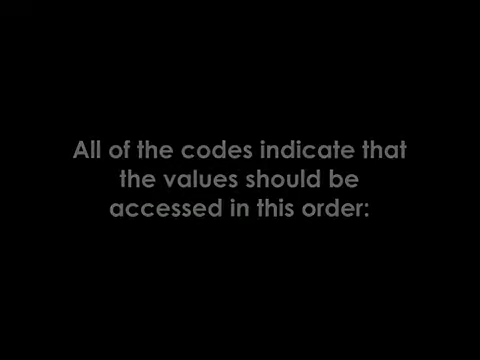 All of the codes indicate that
the values should be
accessed in this order: